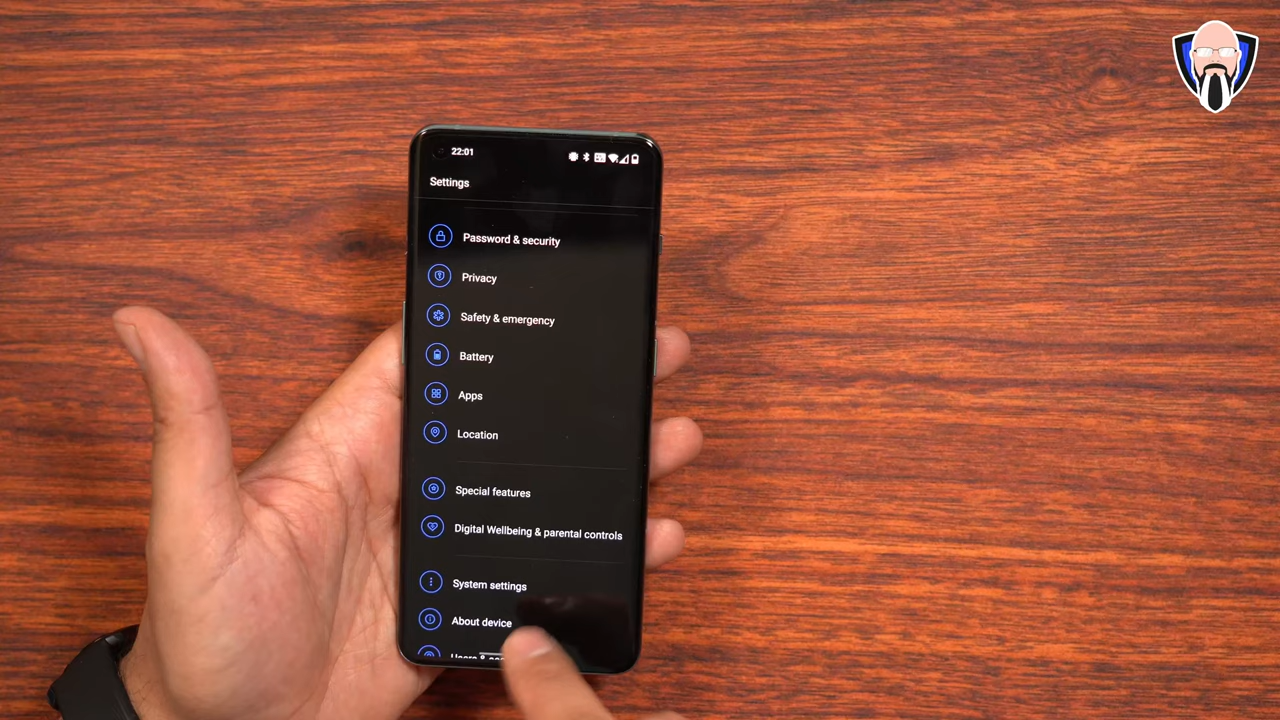 22:01
Settings
Password & security
Privacy
Safety & emergency
Battery
Apps
Location
Special features
Digital Wellbeing & parental controls
System settings
About device
Users &